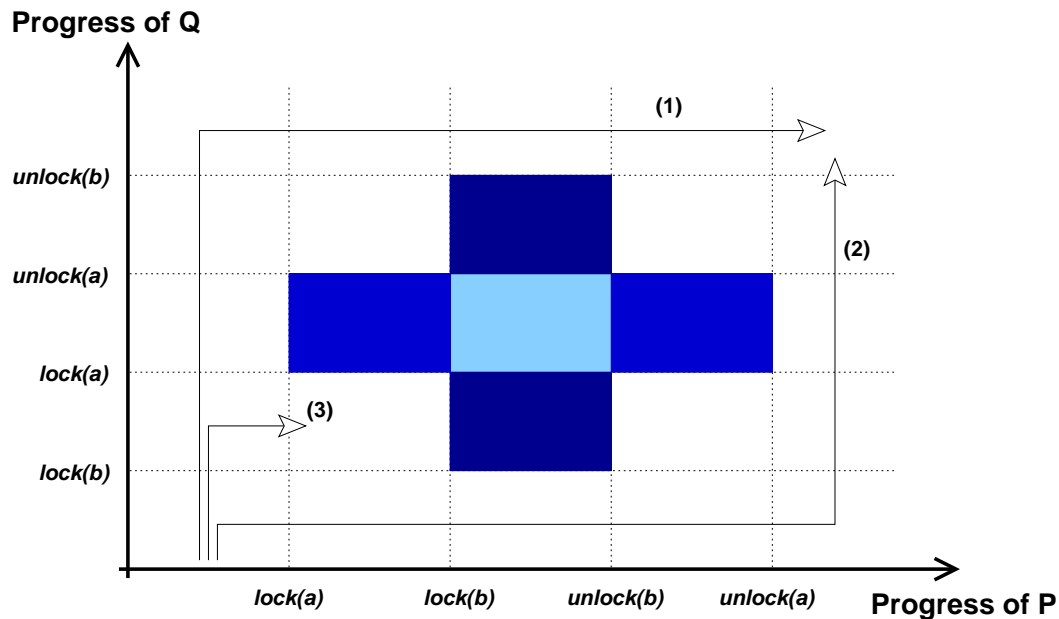 Progress of Q
(1)
unlock(b)
(2)
unlock(a)
lock(a)
(3)
lock(b)
lock(a) lock(b) unlock(b) unlock(a)
Progress of P